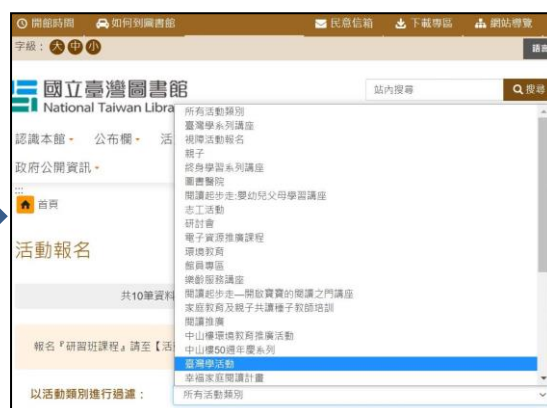 開館時間 如何到圖書館 民意信箱 下載專區 網站導覽
字級： 大 中 小
國立臺灣圖書館
National Taiwan Libra
站內搜尋 搜尋
認識本館 公布欄 活
政府公開資訊
:::
首頁
活動報名
共10筆資料
報名『研習班課程』請至【活
以活動類別進行過濾：
所有活動類別
臺灣學系列講座
視障活動報名
親子
終身學習系列講座
圖書醫院
閱讀起步走:嬰幼兒父母學習講座
志工活動
研討會
電子資源推廣課程
環境教育
館員專區
樂齡服務講座
閱讀起步走—開啟寶寶的閱讀之門講座
家庭教育及親子共讀種子教師培訓
閱讀推廣
中山樓環境教育推廣活動
中山樓50週年慶系列
臺灣學活動
幸福家庭閱讀計畫
所有活動類別